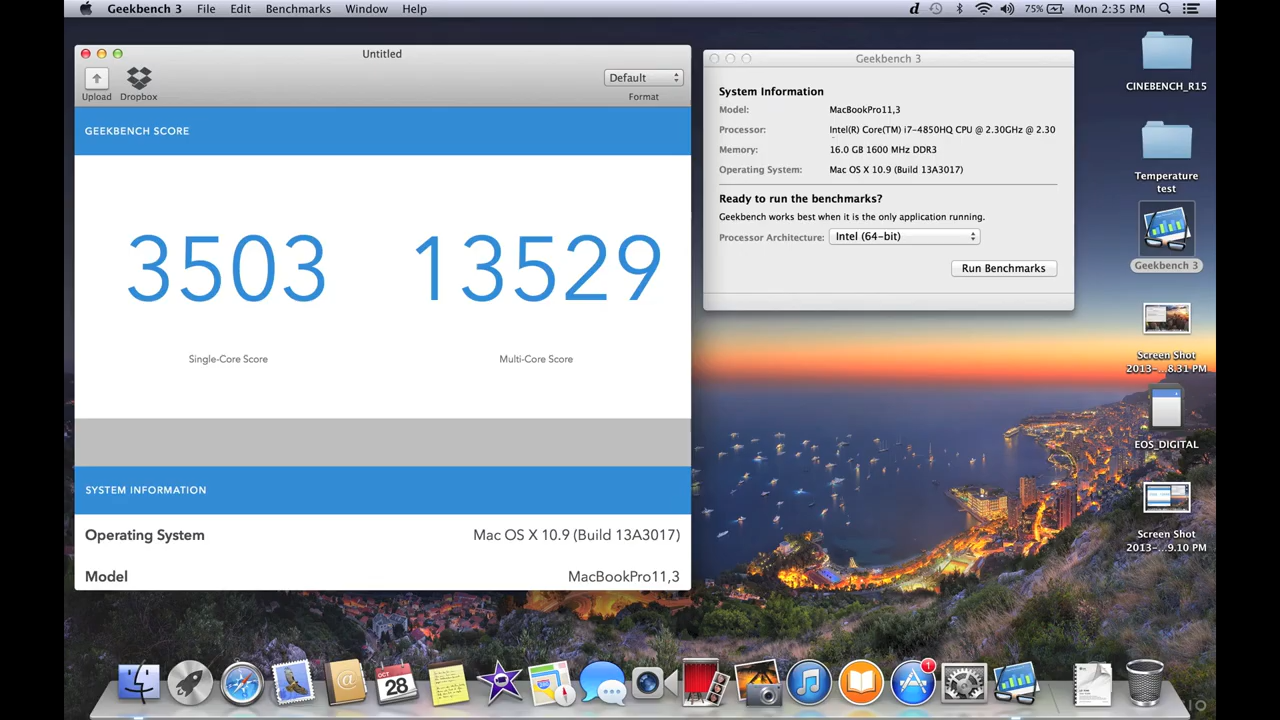 Geekbench 3 File Edit Benchmarks Window Help
d 75% Mon 2:35 PM
Untitled
Upload Dropbox
Default
Format
GEEKBENCH SCORE
3503 13529
Single-Core Score Multi-Core Score
SYSTEM INFORMATION
Operating System Mac OS X 10.9 (Build 13A3017)
Model MacBookPro11,3
Geekbench 3
System Information
Model: MacBookPro11,3
Processor: Intel(R) Core(TM) i7-4850HQ CPU @ 2.30GHz @ 2.30
Memory: 16.0 GB 1600 MHz DDR3
Operating System: Mac OS X 10.9 (Build 13A3017)
Ready to run the benchmarks?
Geekbench works best when it is the only application running.
Processor Architecture: Intel (64-bit)
Run Benchmarks
CINEBENCH_R15
Temperature
test
Geekbench 3
Screen Shot
2013-...8.31 PM
EOS_DIGITAL
Screen Shot
2013-...9.10 PM
OCT
28
1